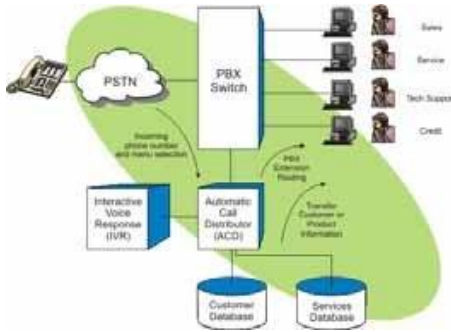 Sales
PSTN
PBX
Switch
Service
Tech Suppo
Credit
Incoming
phone number
and menu selection
PBX
Extension
Routing
Interactive
Voice
Response
(IVR)
Automatic
Call
Distributor
(ACD)
Transfer
Customer or
Product
Information
Customer
Database
Services
Database